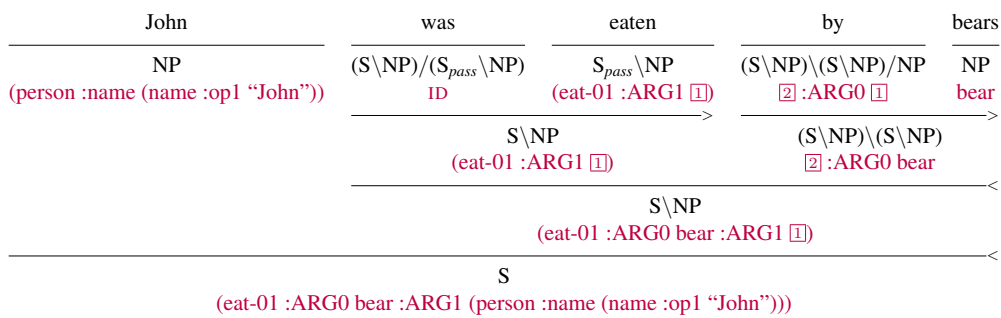 John was eaten by bears
NP (S\NP)/(S_pass\NP) S_pass\NP (S\NP)\(S\NP)/NP NP
(person :name (name :op1 “John”)) ID (eat-01 :ARG1 1) 2 :ARG0 1 bear
> >
S\NP (S\NP)\(S\NP)
(eat-01 :ARG1 1) 2 :ARG0 bear
<
S\NP
(eat-01 :ARG0 bear :ARG1 1)
<
S
(eat-01 :ARG0 bear :ARG1 (person :name (name :op1 “John”)))